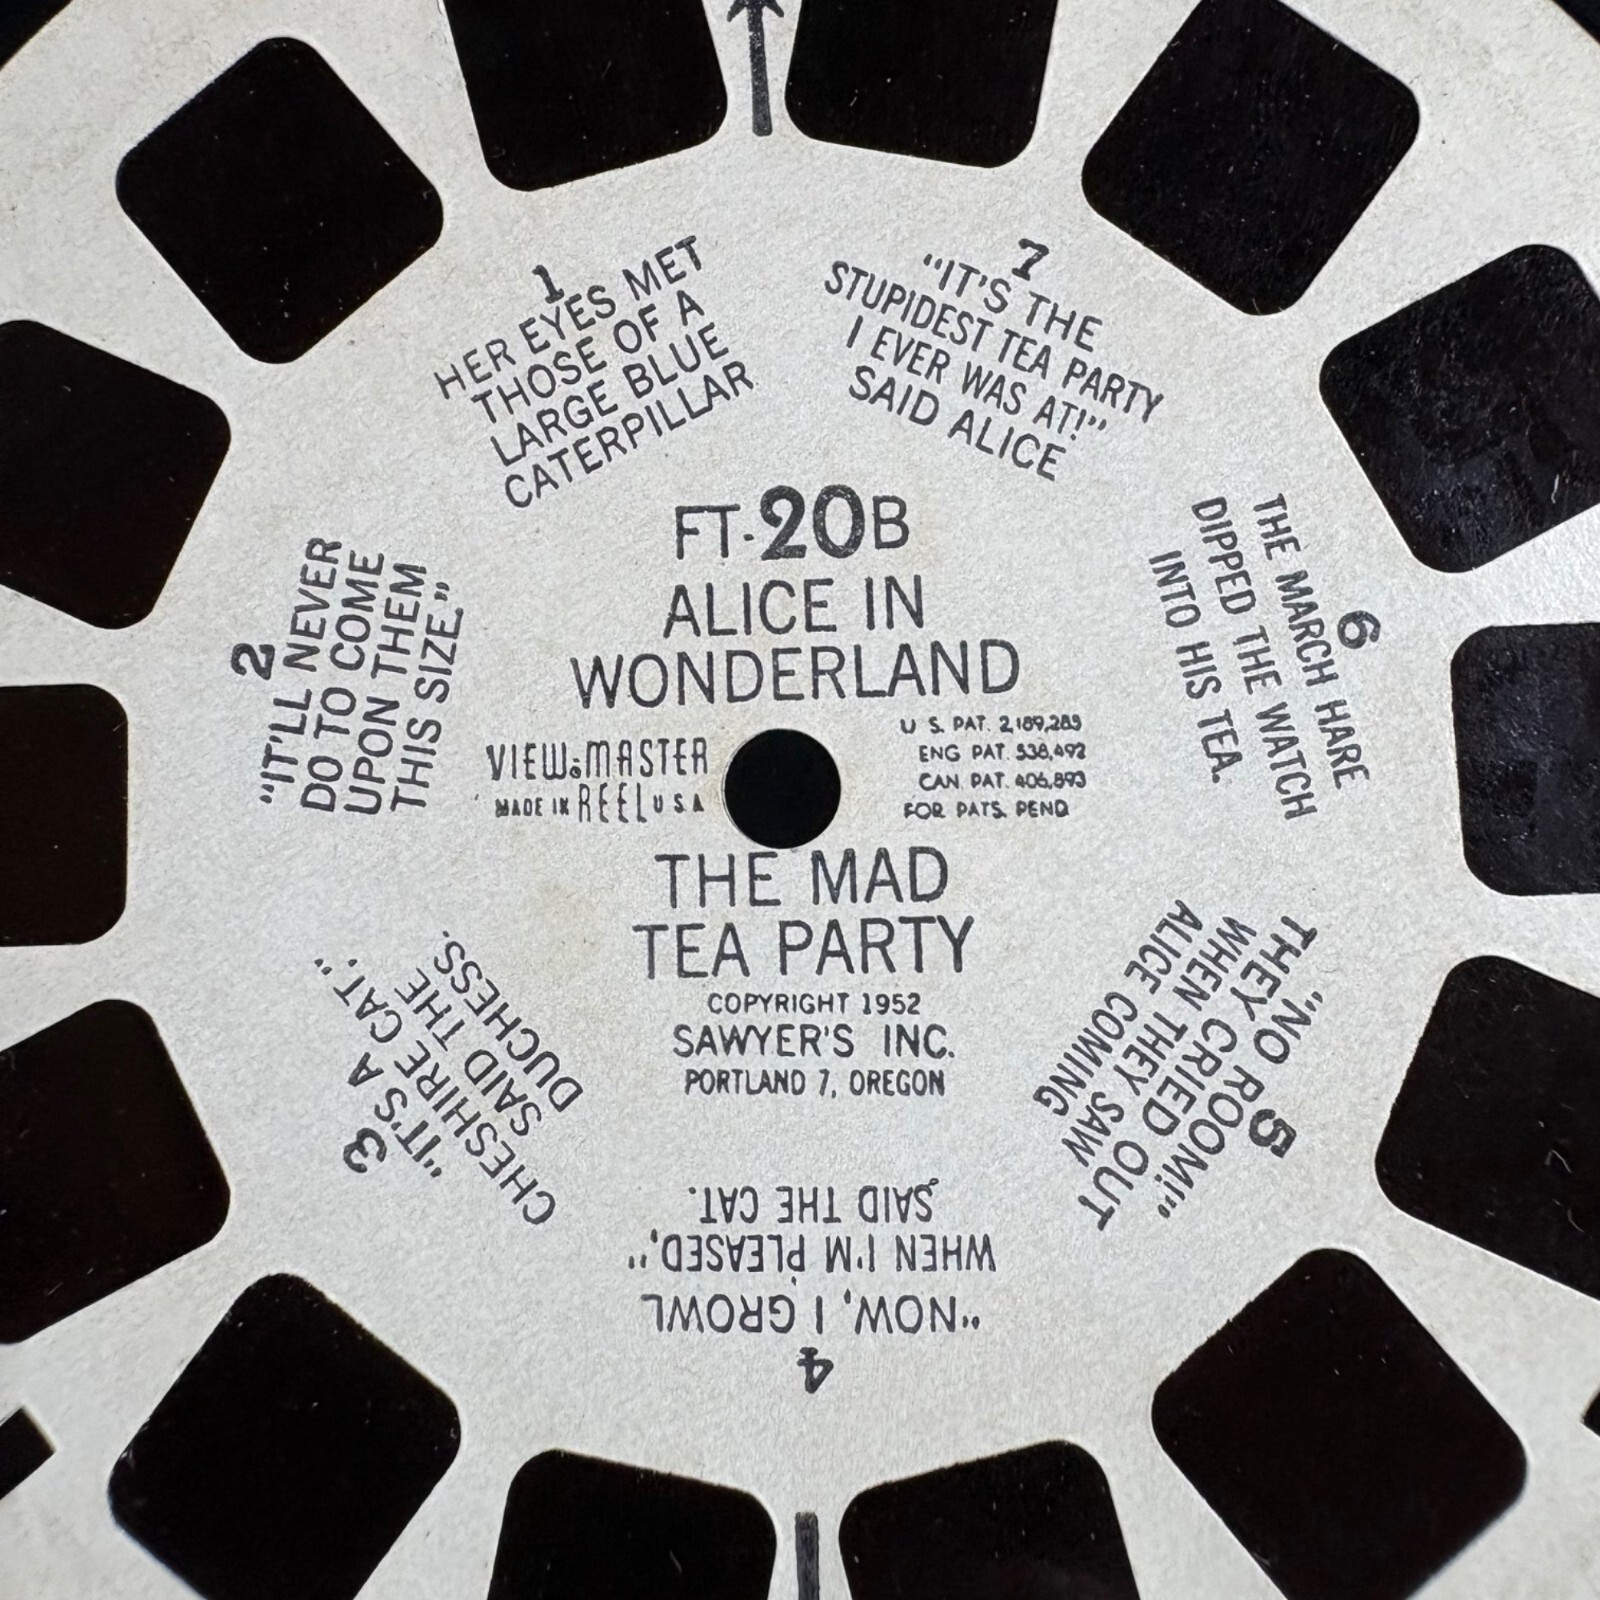 FT-20B
ALICE IN
WONDERLAND
VIEW-MASTER
MADE IN REEL U S A
U S. PAT. 2,189,285
ENG PAT. 538,492
CAN. PAT. 406,893
FOR PATS. PEND
THE MAD
TEA PARTY
COPYRIGHT 1952
SAWYER'S INC.
PORTLAND 7, OREGON
1
HER EYES MET
THOSE OF A
LARGE BLUE
CATERPILLAR
2
"IT'LL NEVER
DO TO COME
UPON THEM
THIS SIZE."
3
"IT'S A
CHESHIRE CAT,"
SAID THE
DUCHESS.
4
"NOW, I GROWL
WHEN I'M PLEASED,"
SAID THE CAT.
5
"NO ROOM!"
THEY CRIED OUT
WHEN THEY SAW
ALICE COMING
6
THE MARCH HARE
DIPPED THE WATCH
INTO HIS TEA.
7
"IT'S THE
STUPIDEST TEA PARTY
I EVER WAS AT!"
SAID ALICE